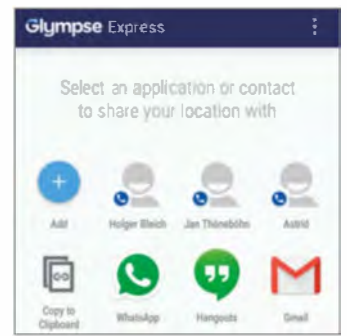 Glympse Express
Select an application or contact
to share your location with
Add Holger Bleich Jan Thöneböhn Astrid
Copy to
Clipboard WhatsApp Hangouts Gmail